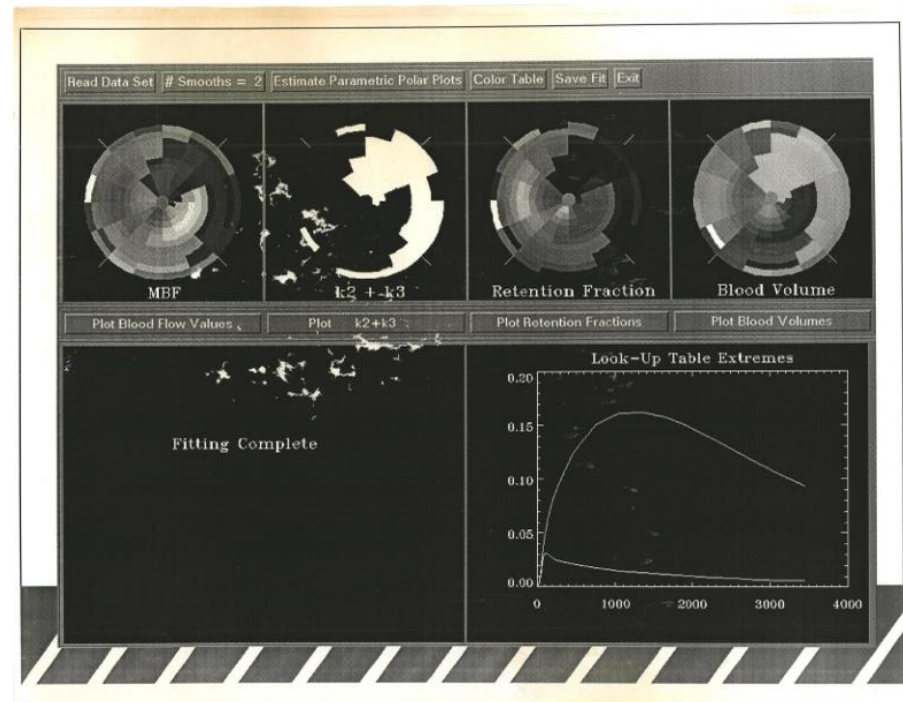 Read Data Set # Smooths = 2 Estimate Parametric Polar Plots Color Table Save Fit Exit
MBF k2 + k3 Retention Fraction Blood Volume
Plot Blood Flow Values Plot k2+k3 Plot Retention Fractions Plot Blood Volumes
Fitting Complete
Look-Up Table Extremes
0.20
0.15
0.10
0.05
0.00
0 1000 2000 3000 4000